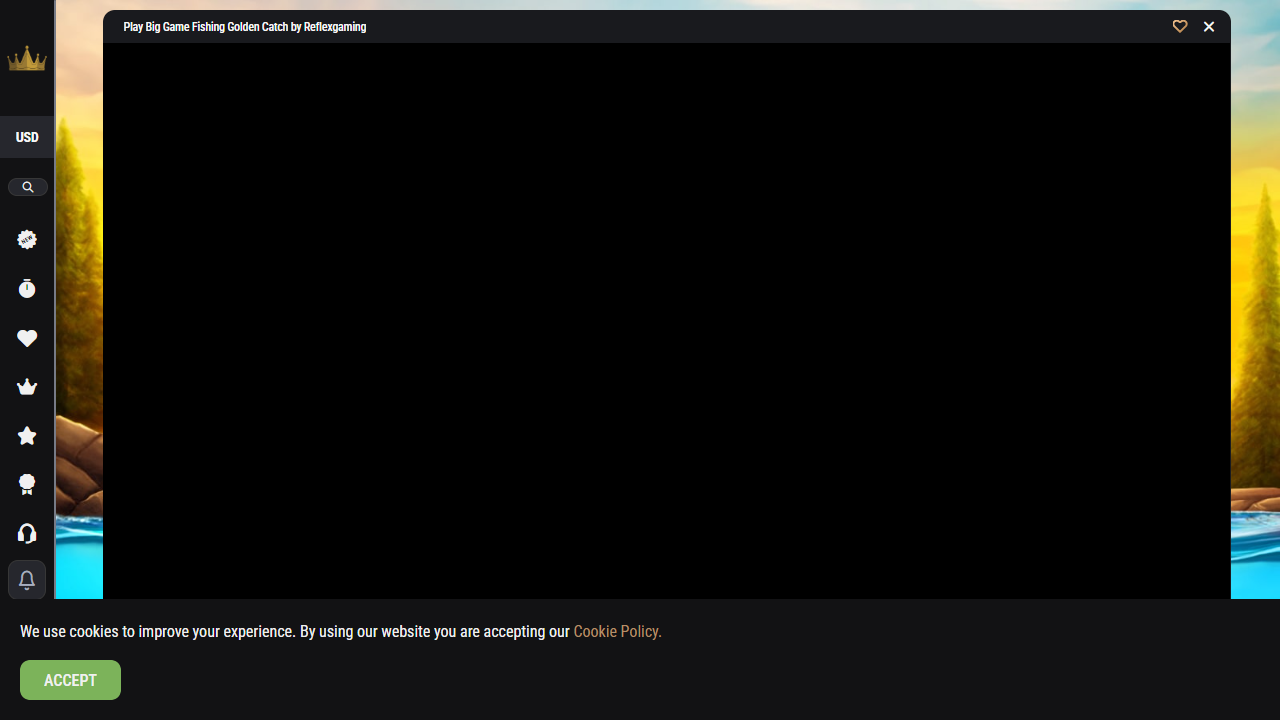 Play Big Game Fishing Golden Catch by Reflexgaming
USD
NEW
We use cookies to improve your experience. By using our website you are accepting our Cookie Policy.
ACCEPT